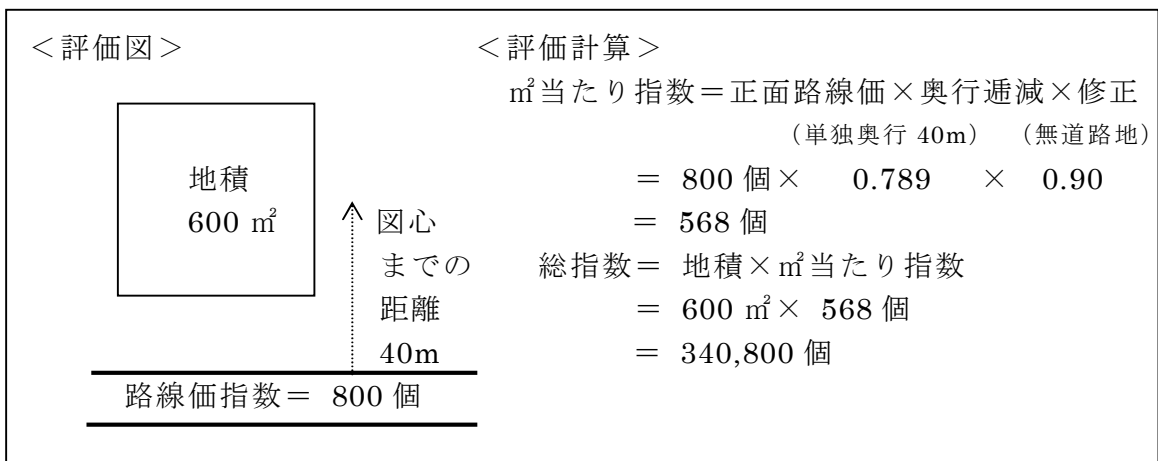 <評価図>
地積
600 ㎡
図心
までの
距離
40m
路線価指数= 800 個
<評価計算>
㎡当たり指数=正面路線価×奥行逓減×修正
(単独奥行 40m) (無道路地)
= 800 個× 0.789 × 0.90
= 568 個
総指数= 地積×㎡当たり指数
= 600 ㎡× 568 個
= 340,800 個